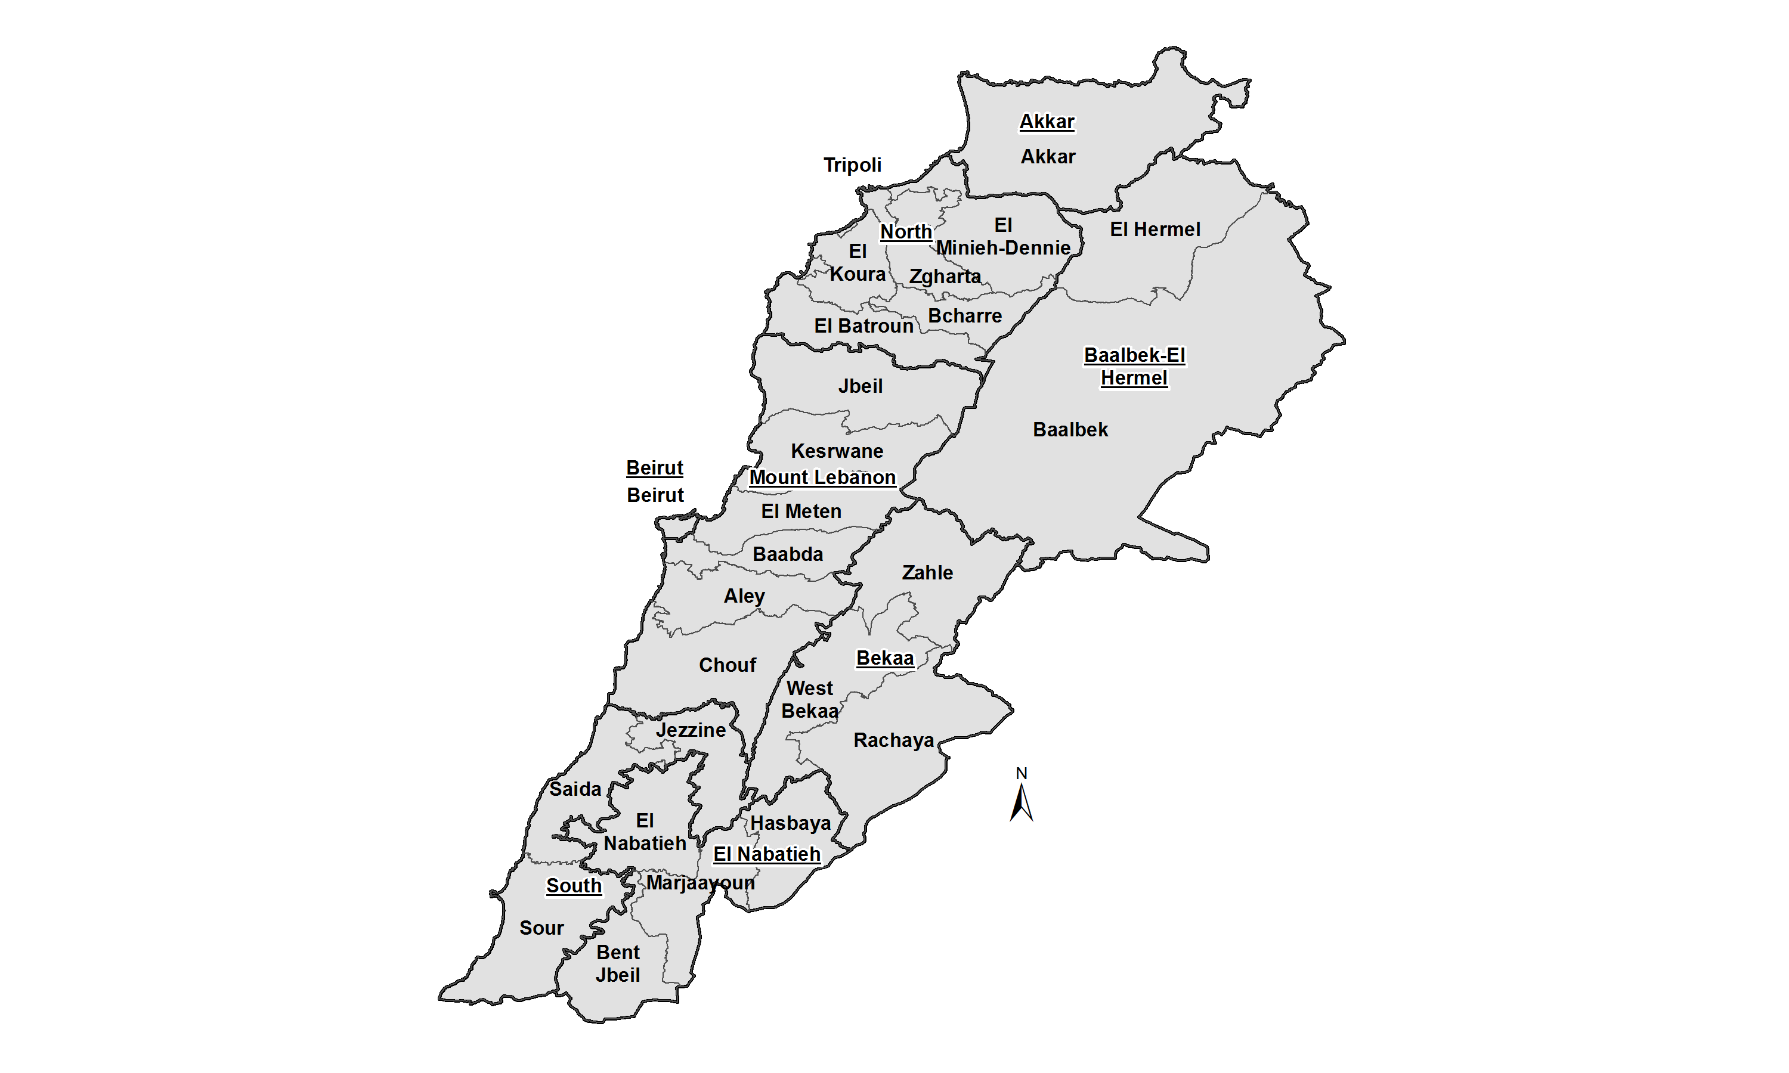 Akkar
Akkar
Tripoli
North
El
Minieh-Dennie
El Hermel
El
Koura
Zgharta
Bcharre
El Batroun
Baalbek-El
Hermel
Jbeil
Baalbek
Kesrwane
Mount Lebanon
Beirut
Beirut
El Meten
Baabda
Zahle
Aley
Chouf
Bekaa
West
Bekaa
Jezzine
Rachaya
N
Saida
El
Nabatieh
Hasbaya
El Nabatieh
South
Marjaayoun
Sour
Bent
Jbeil